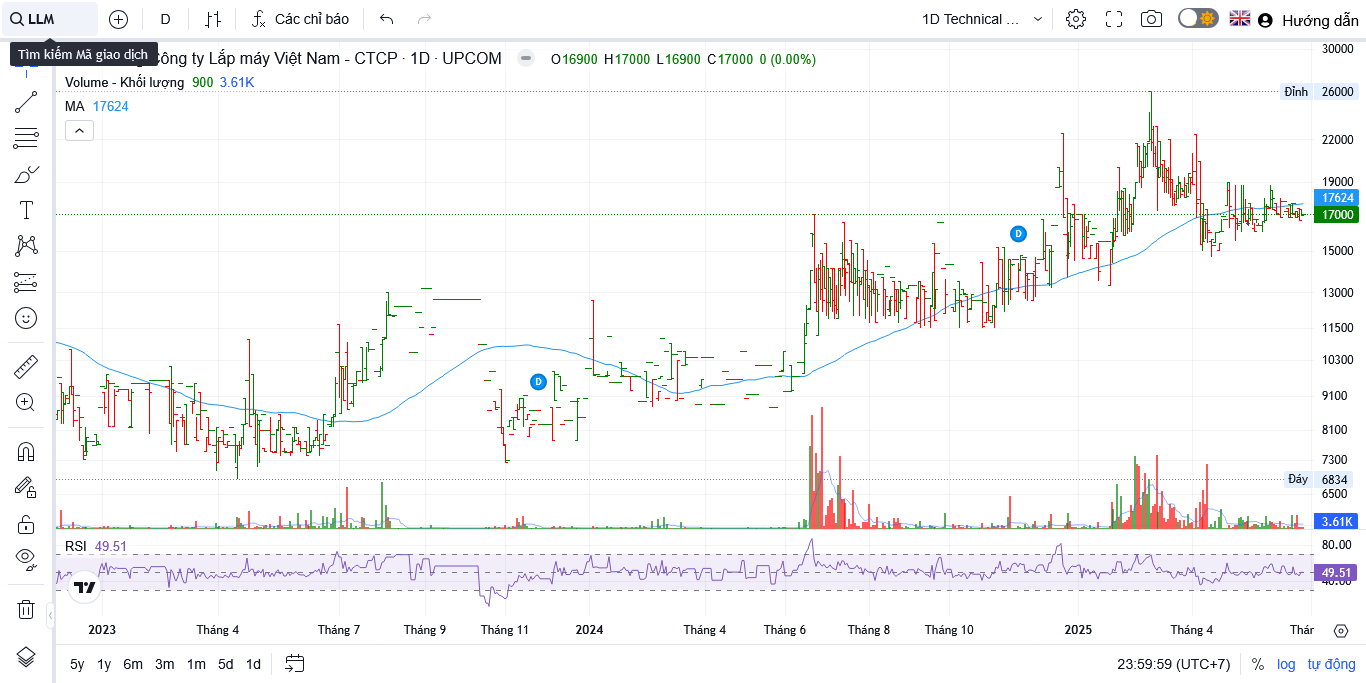 LLM
D
Các chỉ báo
1D Technical ...
Hướng dẫn
Tìm kiếm Mã giao dịch
Công ty Lắp máy Việt Nam - CTCP · 1D · UPCOM
O16900 H17000 L16900 C17000 0 (0.00%)
Volume - Khối lượng 900 3.61K
MA 17624
30000
Đỉnh 26000
22000
19000
17624
17000
15000
13000
11500
10300
9100
8100
7300
Đáy 6834
6500
3.61K
D
D
RSI 49.51
80.00
49.51
40.00
2023 Tháng 4 Tháng 7 Tháng 9 Tháng 11 2024 Tháng 4 Tháng 6 Tháng 8 Tháng 10 2025 Tháng 4 Thár
5y 1y 6m 3m 1m 5d 1d
23:59:59 (UTC+7) % log tự động